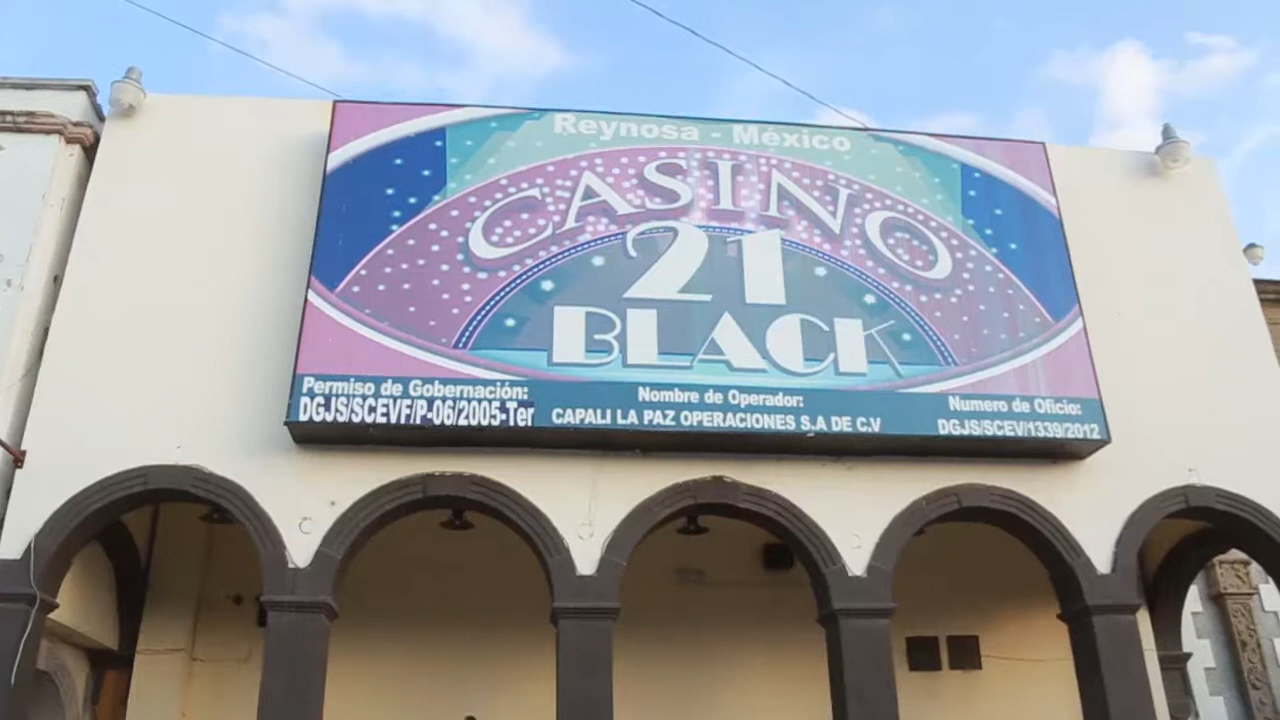 Reynosa - México
CASINO
21
BLACK
Permiso de Gobernación:
DGJS/SCEVF/P-06/2005-Ter
Nombre de Operador:
CAPALI LA PAZ OPERACIONES S.A DE C.V
Numero de Oficio:
DGJS/SCEV/1339/2012